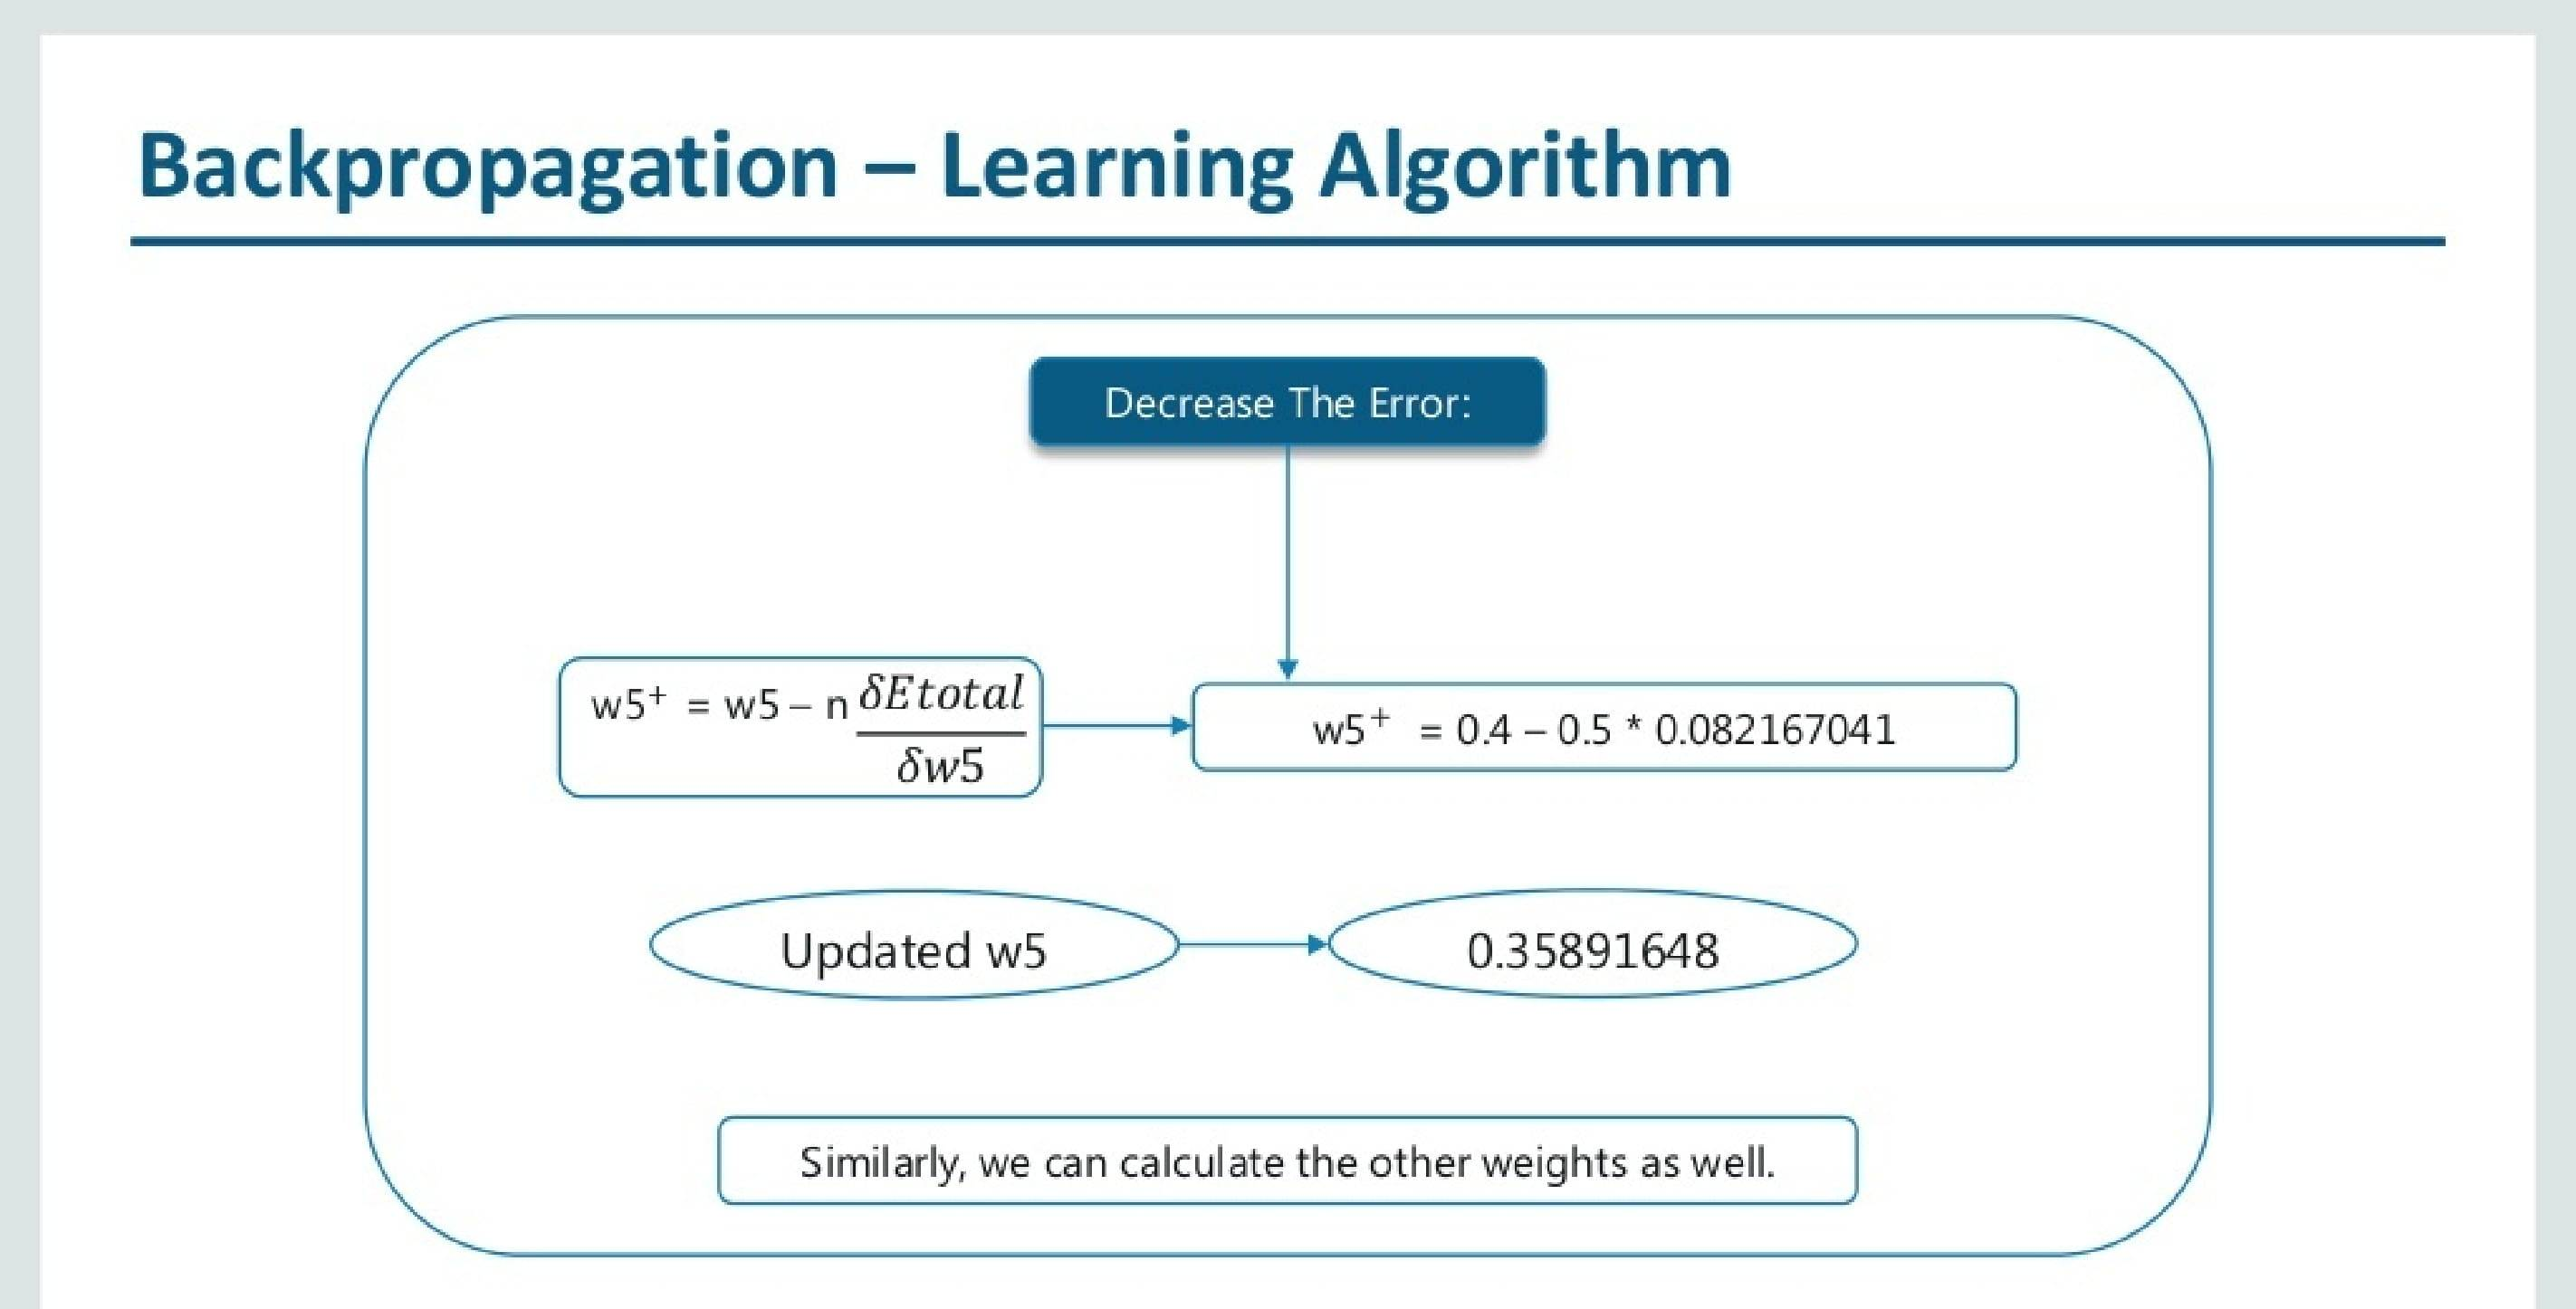 Backpropagation – Learning Algorithm
Decrease The Error:
w5⁺ = w5 – n δEtotal
δw5
w5⁺ = 0.4 – 0.5 * 0.082167041
Updated w5
0.35891648
Similarly, we can calculate the other weights as well.